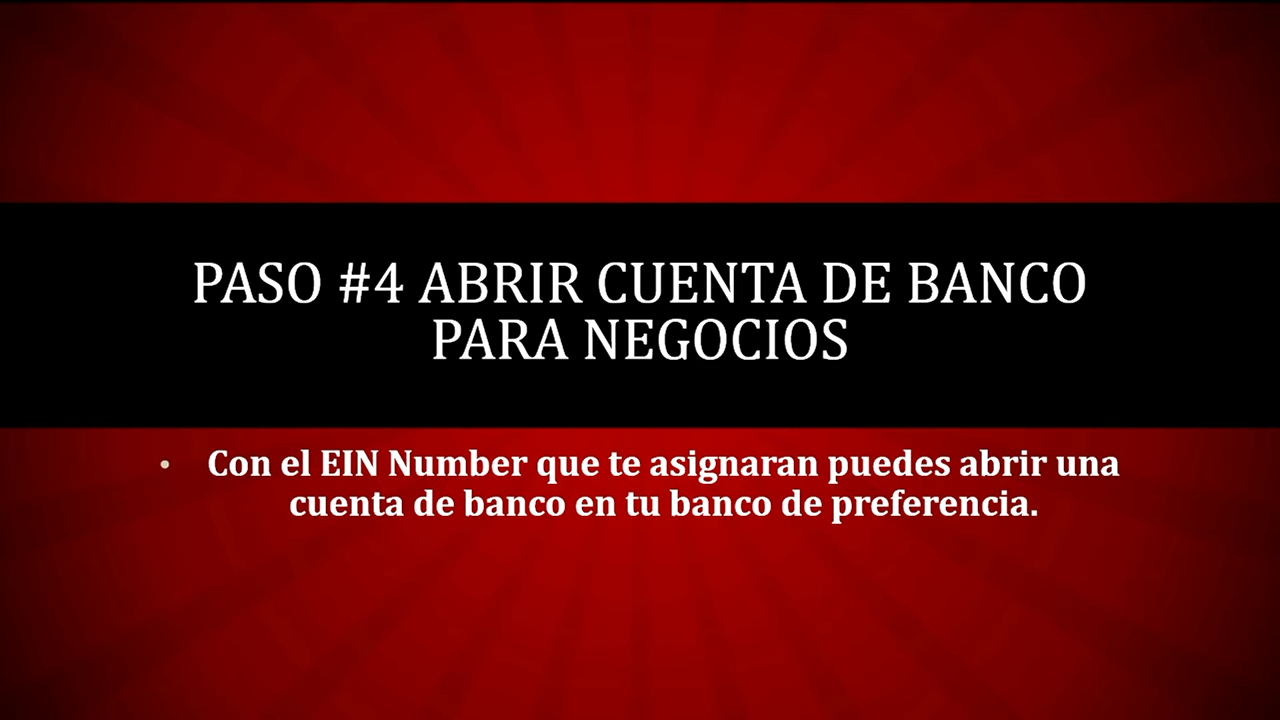 PASO #4 ABRIR CUENTA DE BANCO
PARA NEGOCIOS
• Con el EIN Number que te asignaran puedes abrir una
cuenta de banco en tu banco de preferencia.